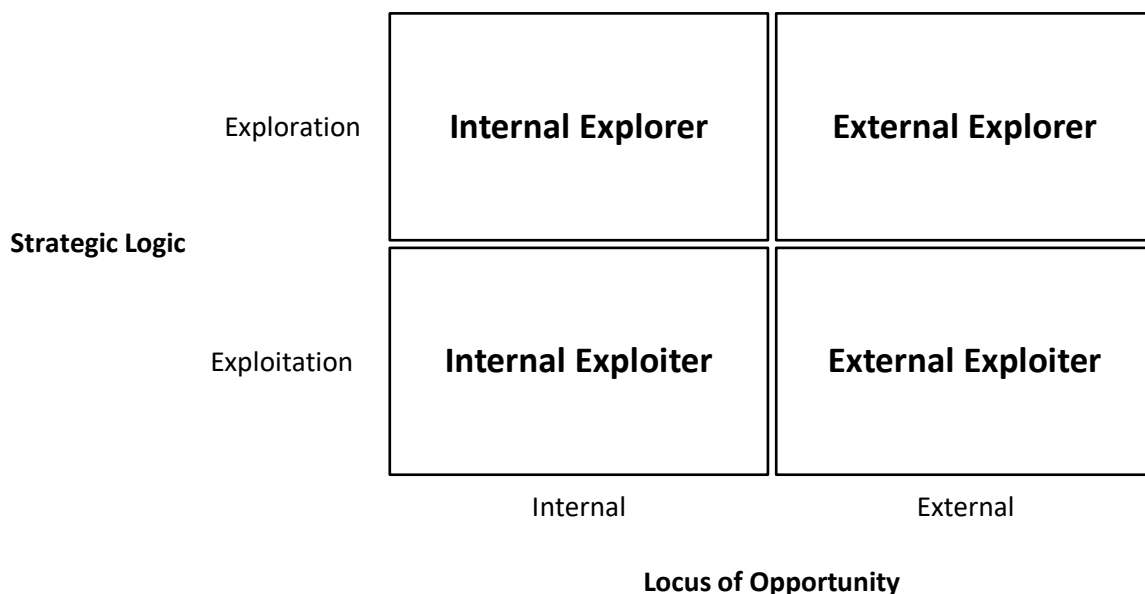 Exploration
Internal Explorer
External Explorer
Strategic Logic
Exploitation
Internal Exploiter
External Exploiter
Internal
External
Locus of Opportunity